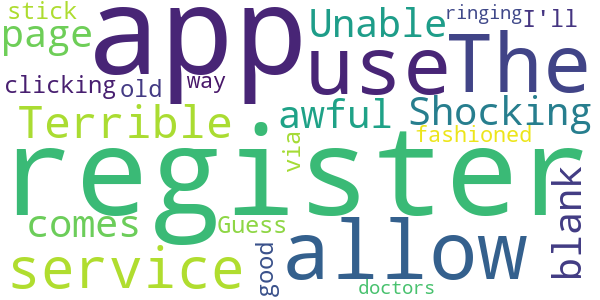 stick
ringing
I'll
page
app
Unable
The
clicking
old
way
use
Terrible
awful
Shocking
via
fashioned
register
comes
Guess
blank
service
good
allow
doctors